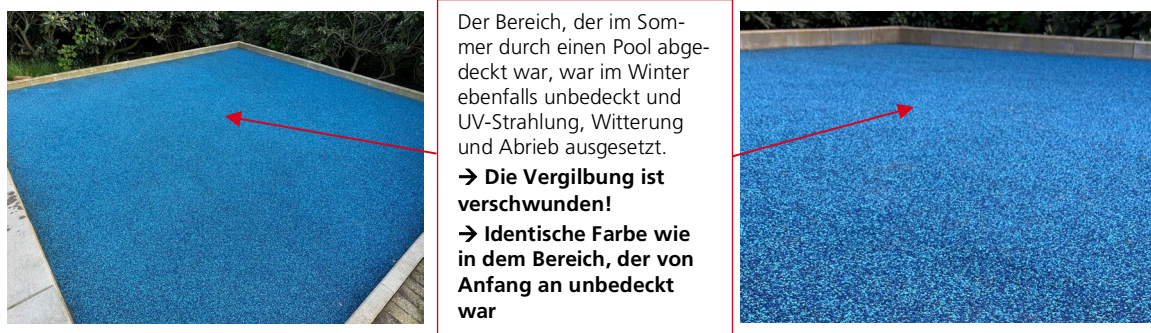 Der Bereich, der im Som-
mer durch einen Pool abge-
deckt war, war im Winter
ebenfalls unbedeckt und
UV-Strahlung, Witterung
und Abrieb ausgesetzt.
→ Die Vergilbung ist
verschwunden!
→ Identische Farbe wie
in dem Bereich, der von
Anfang an unbedeckt
war